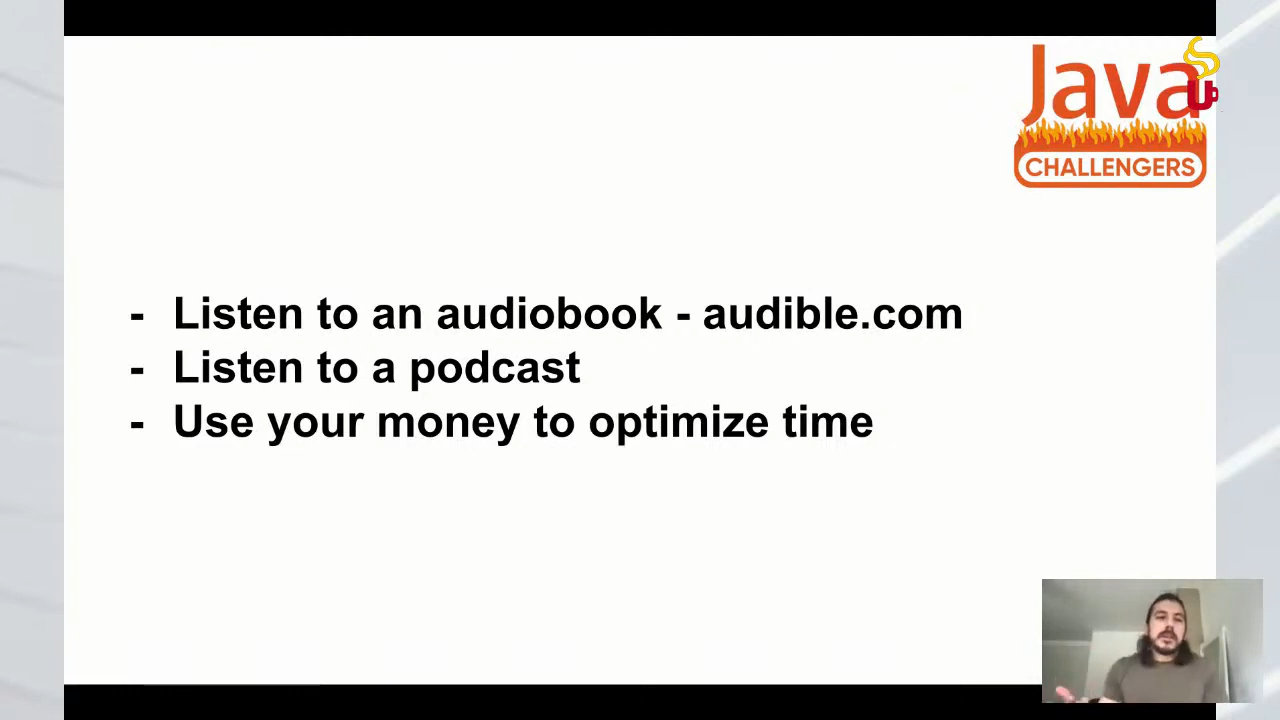 Java
CHALLENGERS
- Listen to an audiobook - audible.com
- Listen to a podcast
- Use your money to optimize time